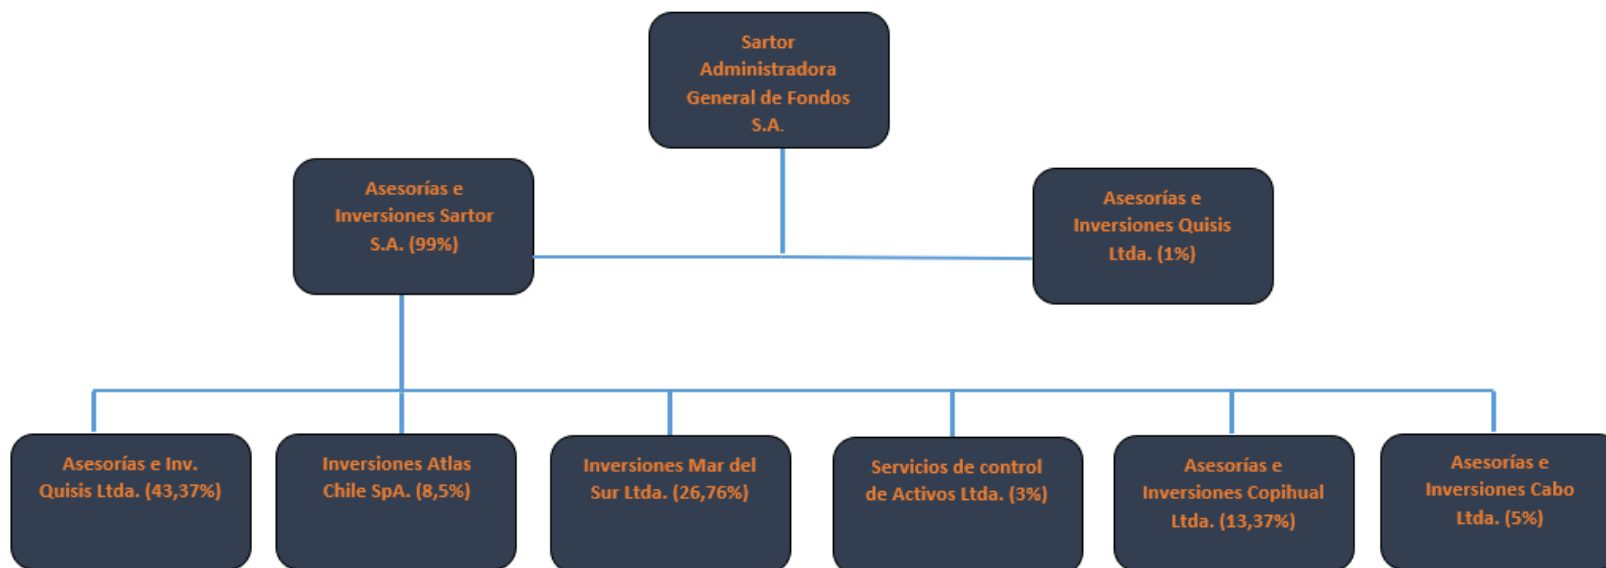 Sartor
Administradora
General de Fondos
S.A.
Asesorías e
Inversiones Sartor
S.A. (99%)
Asesorías e
Inversiones Quisis
Ltda. (1%)
Asesorías e Inv.
Quisis Ltda. (43,37%)
Inversiones Atlas
Chile SpA. (8,5%)
Inversiones Mar del
Sur Ltda. (26,76%)
Servicios de control
de Activos Ltda. (3%)
Asesorías e
Inversiones Copihual
Ltda. (13,37%)
Asesorías e
Inversiones Cabo
Ltda. (5%)